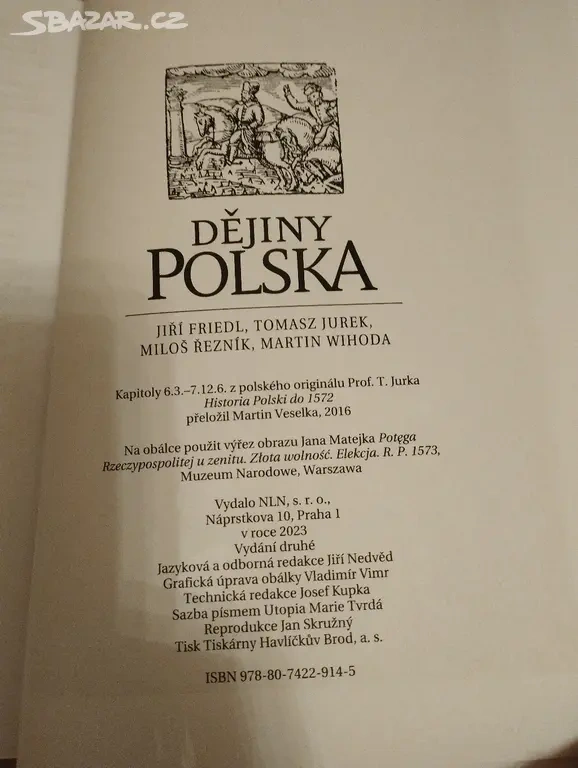 SBAZAR.CZ
DĚJINY
POLSKA
JIŘÍ FRIEDL, TOMASZ JUREK,
MILOŠ ŘEZNÍK, MARTIN WIHODA
Kapitoly 6.3.–7.12.6. z polského originálu Prof. T. Jurka
Historia Polski do 1572
přeložil Martin Veselka, 2016
Na obálce použit výřez obrazu Jana Matejka Potęga
Rzeczypospolitej u zenitu. Złota wolność. Elekcja. R. P. 1573,
Muzeum Narodowe, Warszawa
Vydalo NLN, s. r. o.,
Náprstkova 10, Praha 1
v roce 2023
Vydání druhé
Jazyková a odborná redakce Jiří Nedvěd
Grafická úprava obálky Vladimír Vimr
Technická redakce Josef Kupka
Sazba písmem Utopia Marie Tvrdá
Reprodukce Jan Skružný
Tisk Tiskárny Havlíčkův Brod, a. s.
ISBN 978-80-7422-914-5